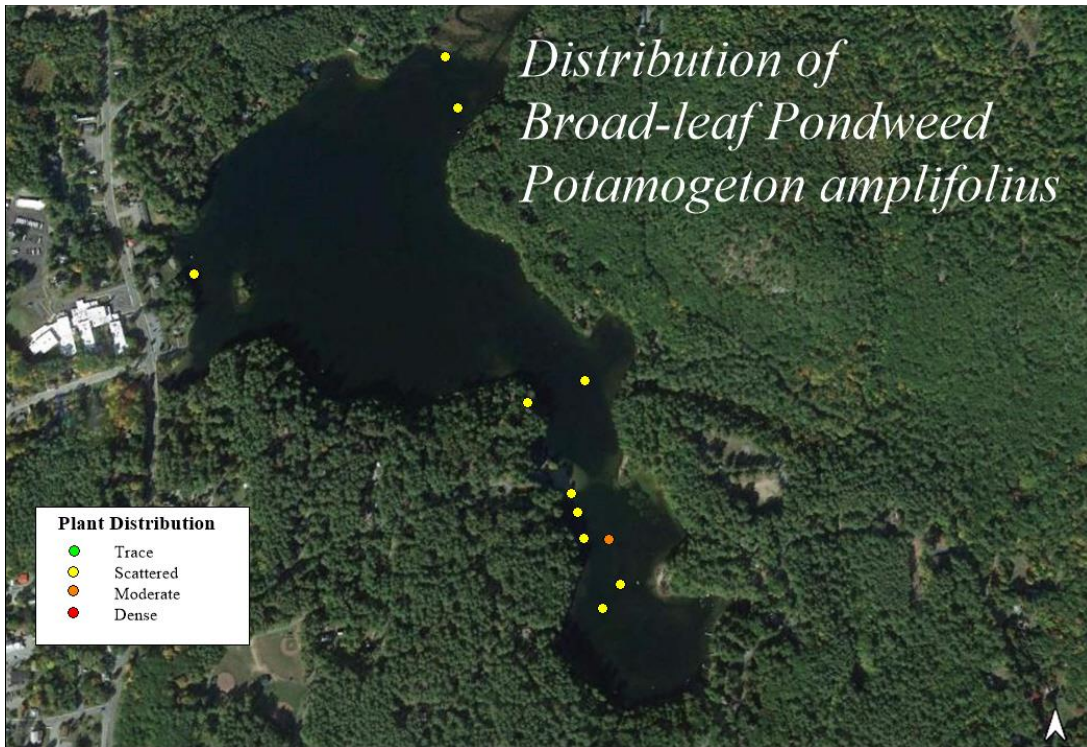 Distribution of
Broad-leaf Pondweed
Potamogeton amplifolius
Plant Distribution
Trace
Scattered
Moderate
Dense